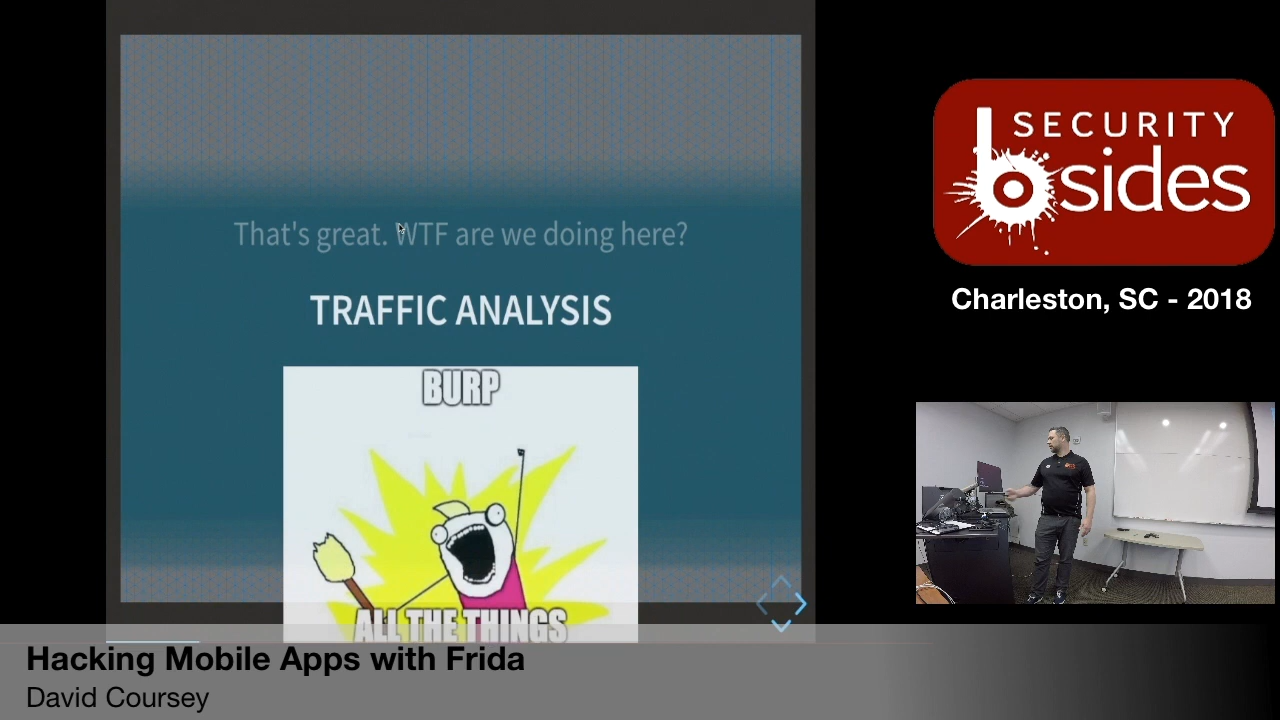 That's great. WTF are we doing here?
TRAFFIC ANALYSIS
BURP
ALL THE THINGS
SECURITY
b sides
Charleston, SC - 2018
Hacking Mobile Apps with Frida
David Coursey